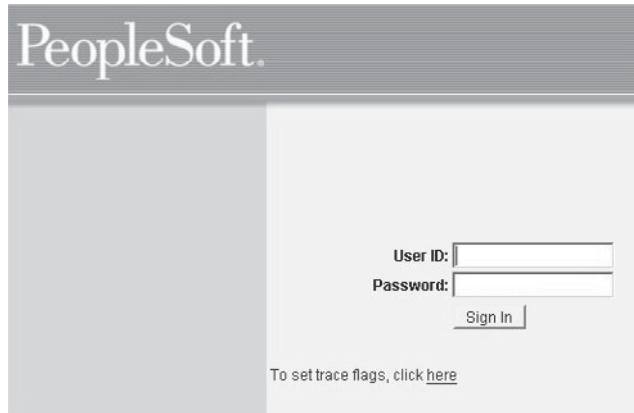 PeopleSoft®
User ID:
Password:
Sign In
To set trace flags, click here